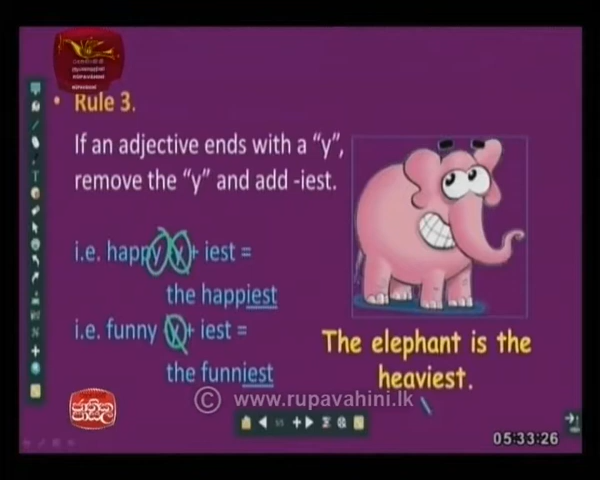 Rule 3.
If an adjective ends with a “y”,
remove the “y” and add -iest.
i.e. happy y + iest =
the happiest
i.e. funny y + iest =
the funniest
The elephant is the
heaviest.
© www.rupavahini.lk
05:33:26